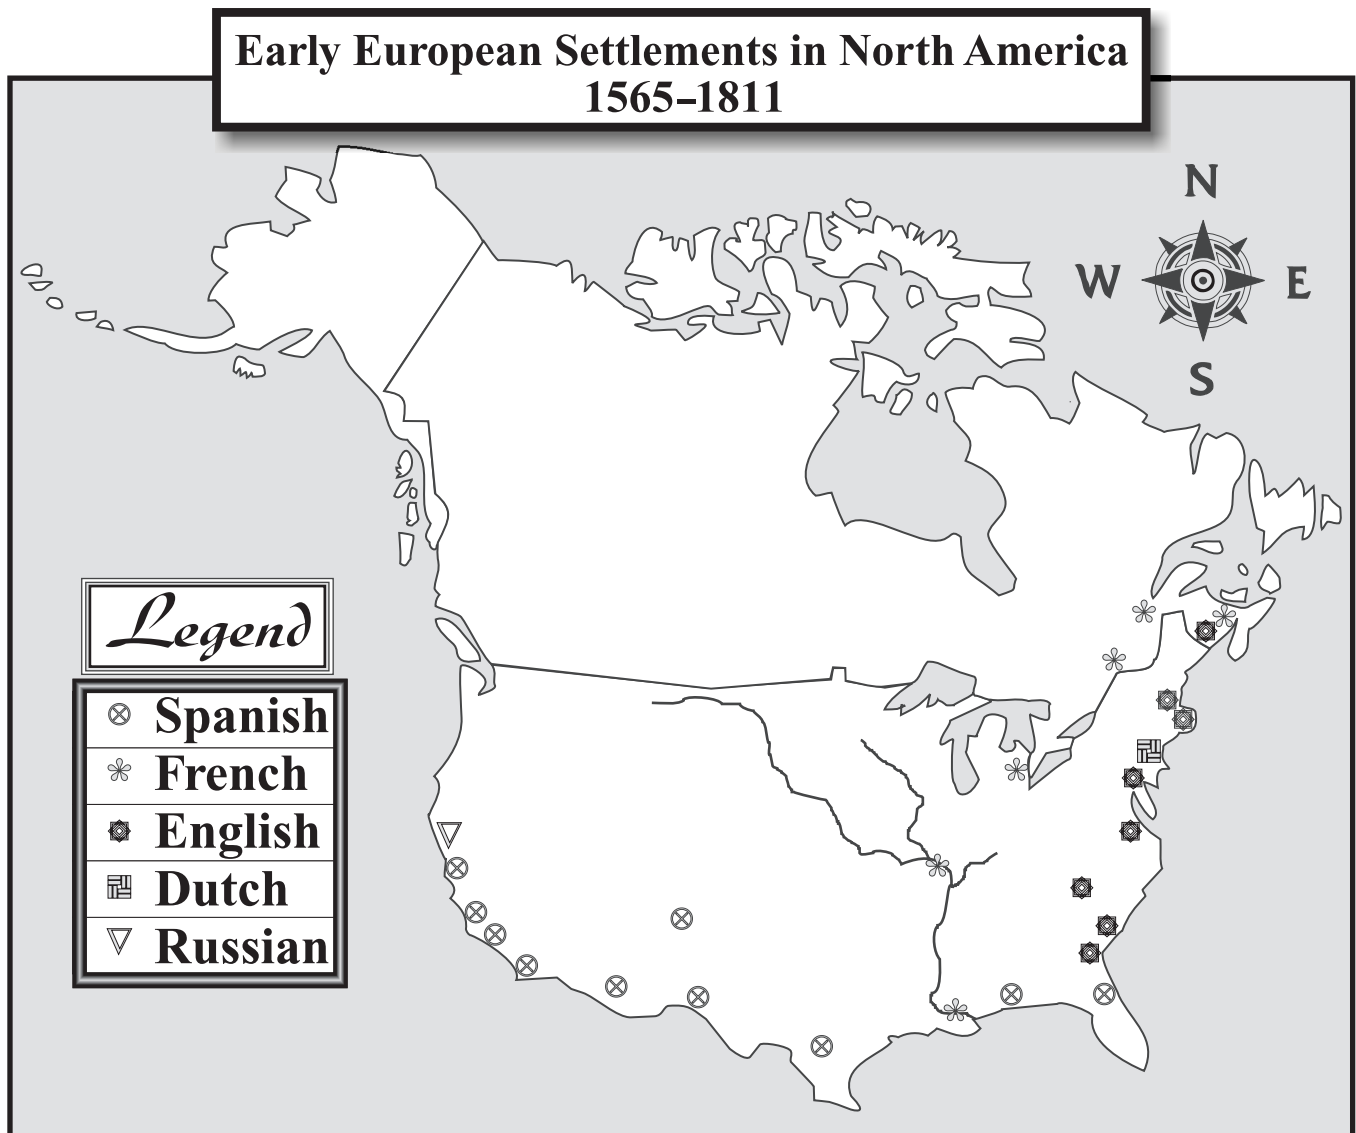 Early European Settlements in North America
1565–1811
N
W E
S
Legend
Spanish
French
English
Dutch
Russian